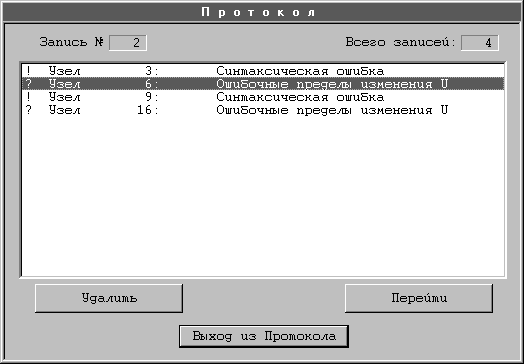 Протокол
Запись № 2 Всего записей: 4
! Узел 3: Синтаксическая ошибка
? Узел 6: Ошибочные пределы изменения U
! Узел 9: Синтаксическая ошибка
? Узел 16: Ошибочные пределы изменения U
Удалить Перейти
Выход из Протокола